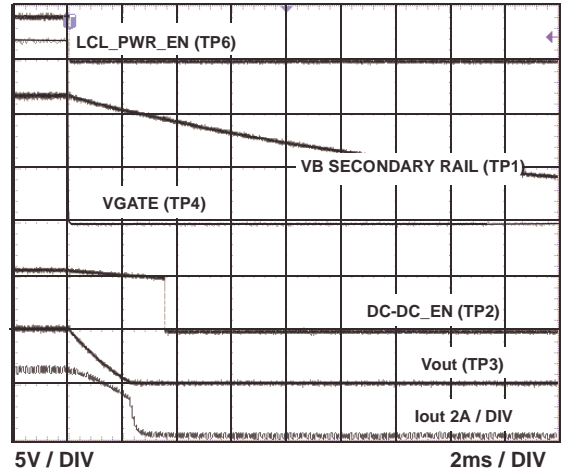 T
LCL_PWR_EN (TP6)
VB SECONDARY RAIL (TP1)
VGATE (TP4)
DC-DC_EN (TP2)
Vout (TP3)
Iout 2A / DIV
5V / DIV
2ms / DIV